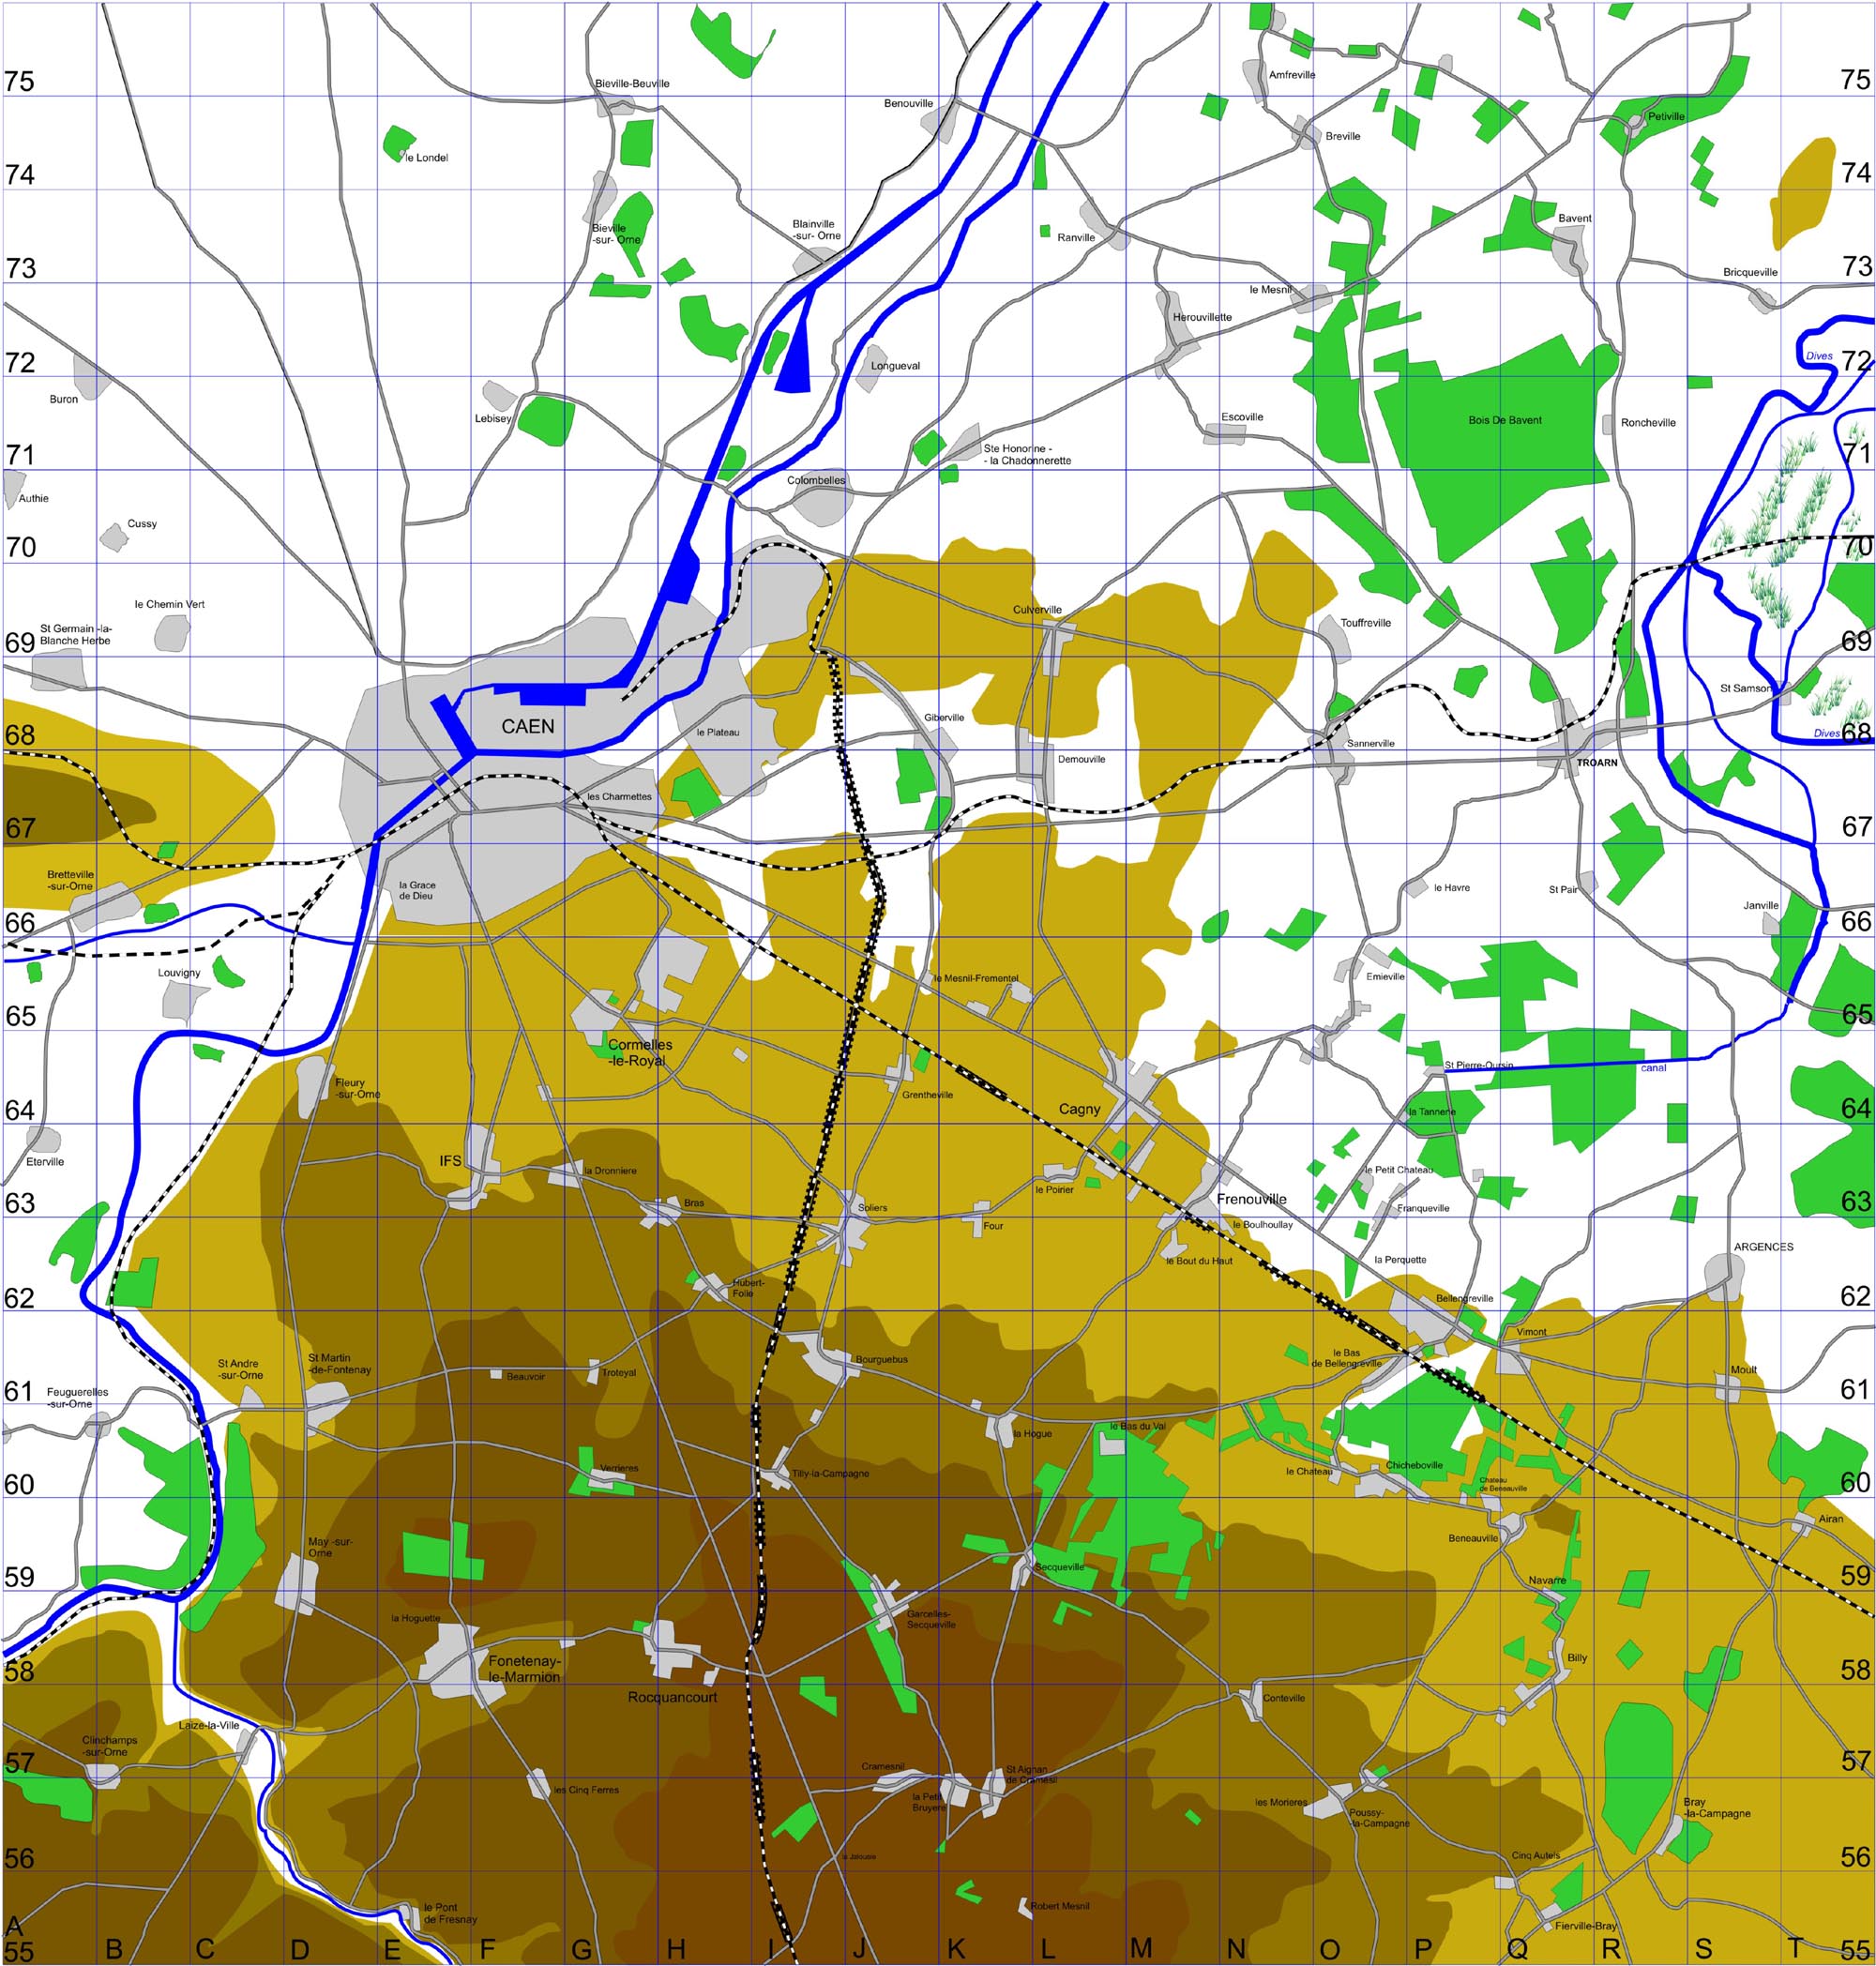 75
75
Bieville-Beuville
Benouville
Amfreville
Petiville
Breville
le Londel
74
74
Bieville
-sur- Orne
Blainville
-sur- Orne
Ranville
Bavent
73
73
Bricqueville
le Mesnil
Herouvillette
Dives
72
72
Longueval
Buron
Lebisey
Escoville
Bois De Bavent
Roncheville
71
71
Ste Honorine -
- la Chadonnerette
Colombelles
Authie
Cussy
70
70
le Chemin Vert
Culverville
St Germain -la-
Blanche Herbe
Touffreville
69
69
St Samson
CAEN
Giberville
le Plateau
68
Dives
68
Sannerville
Demouville
TROARN
les Charmettes
67
67
Bretteville
-sur-Orne
la Grace
de Dieu
le Havre
St Pair
66
66
Janville
Louvigny
le Mesnil-Frementel
Emieville
65
65
Cormelles
-le-Royal
St Pierre-Oursin
canal
Fleury
-sur-Orne
Grentheville
Cagny
la Tannerie
64
64
Eterville
IFS
la Dronniere
le Petit Chateau
le Poirier
63
63
Bras
Soliers
Four
Frenouville
le Boulhoullay
Franqueville
ARGENCES
le Bout du Haut
la Perquette
Hubert-
Folie
62
62
Bellengreville
Vimont
St Andre
-sur-Orne
St Martin
-de-Fontenay
Beauvoir
Troteval
Bourguebus
le Bas
de Bellengreville
Moult
61
61
Feuguerelles
-sur-Orne
la Hogue
le Bas du Val
Verrieres
Tilly-la-Campagne
le Chateau
Chicheboville
Chateau
de Beneauville
60
60
May -sur-
Orne
Beneauville
Airan
59
59
Secqueville
Navarre
la Hoguette
Garcelles-
Secqueville
58
58
Fonetenay-
le-Marmion
Billy
Rocquancourt
Conteville
Laize-la-Ville
Clinchamps
-sur-Orne
57
57
les Cinq Ferres
Cramesnil
St Aignan
de Cramesil
la Petit
Bruyere
les Morieres
Poussy-
-la-Campagne
Bray
-la-Campagne
56
56
la Jalousie
Cinq Autels
le Pont
de Fresnay
Robert Mesnil
Fierville-Bray
A
55
B
C
D
E
F
G
H
I
J
K
L
M
N
O
P
Q
R
S
T
55